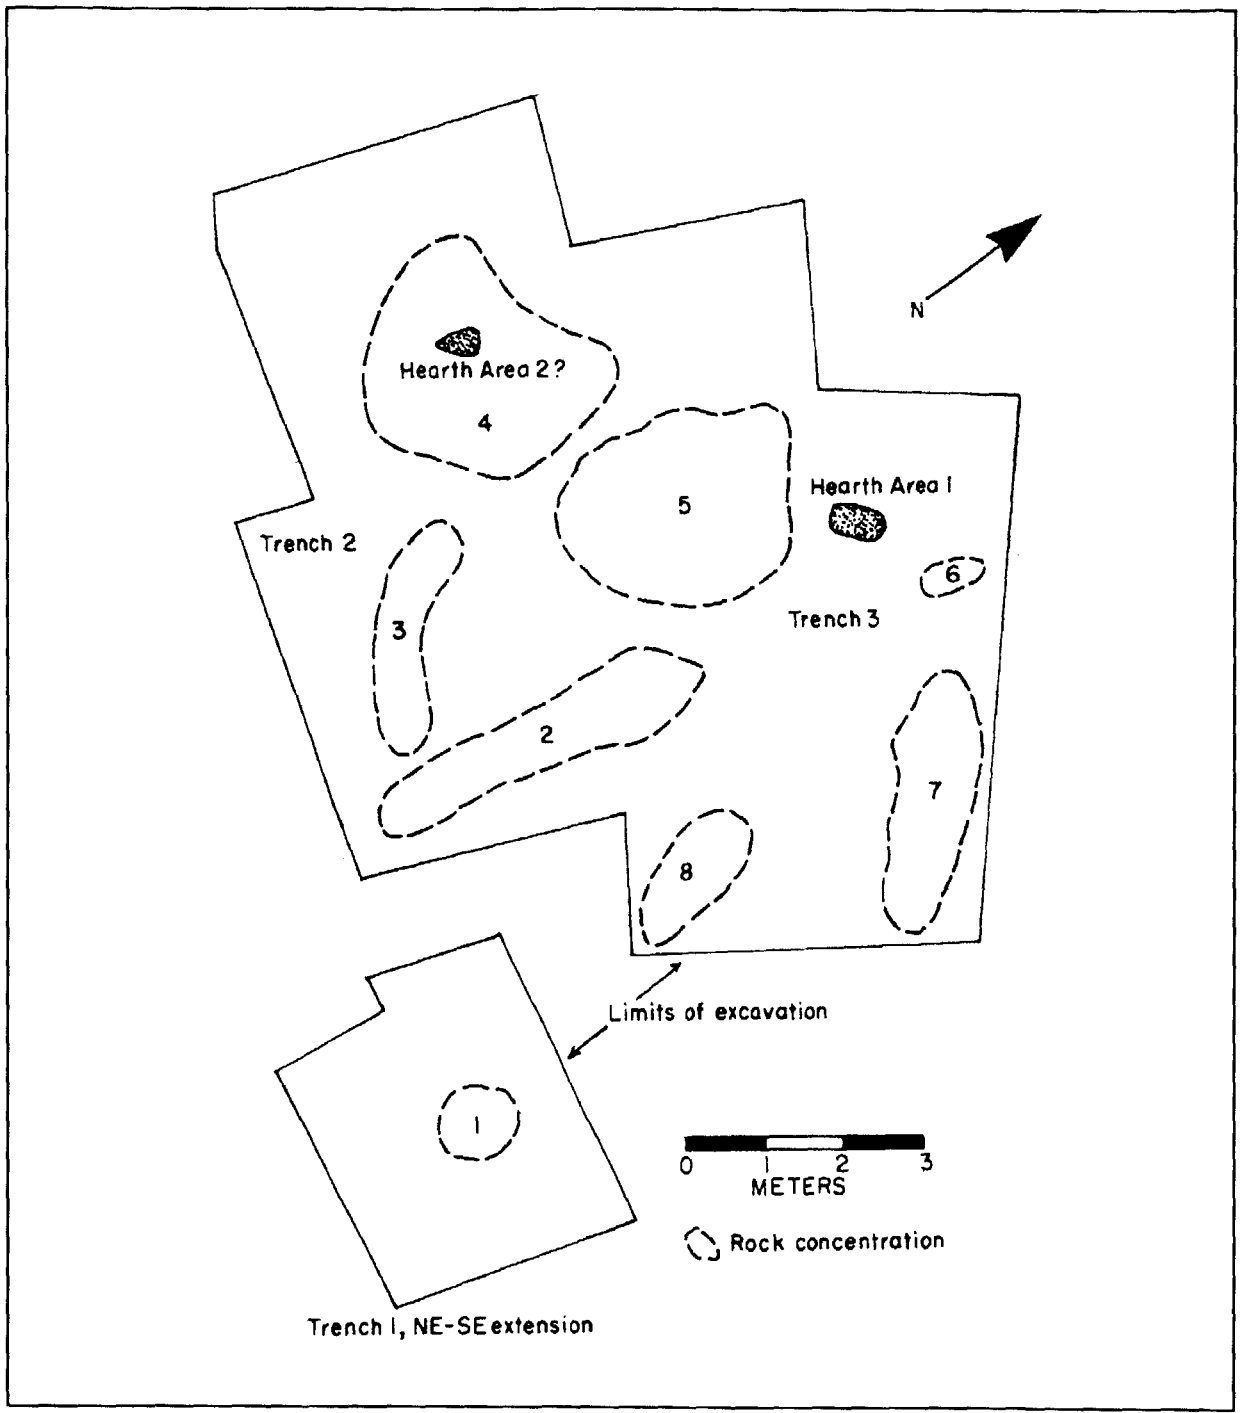 N
Hearth Area 2?
4
5
Hearth Area 1
Trench 2
6
3
Trench 3
2
7
8
Limits of excavation
1
0 1 2 3
METERS
Rock concentration
Trench 1, NE-SE extension